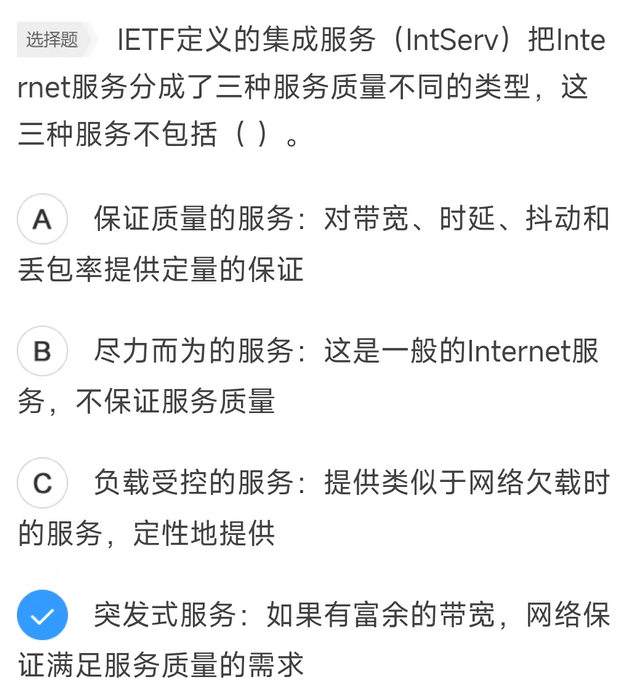 选择题 IETF定义的集成服务（IntServ）把Inte
rnet服务分成了三种服务质量不同的类型，这
三种服务不包括（ ）。
A 保证质量的服务：对带宽、时延、抖动和
丢包率提供定量的保证
B 尽力而为的服务：这是一般的Internet服
务，不保证服务质量
C 负载受控的服务：提供类似于网络欠载时
的服务，定性地提供
突发式服务：如果有富余的带宽，网络保
证满足服务质量的需求